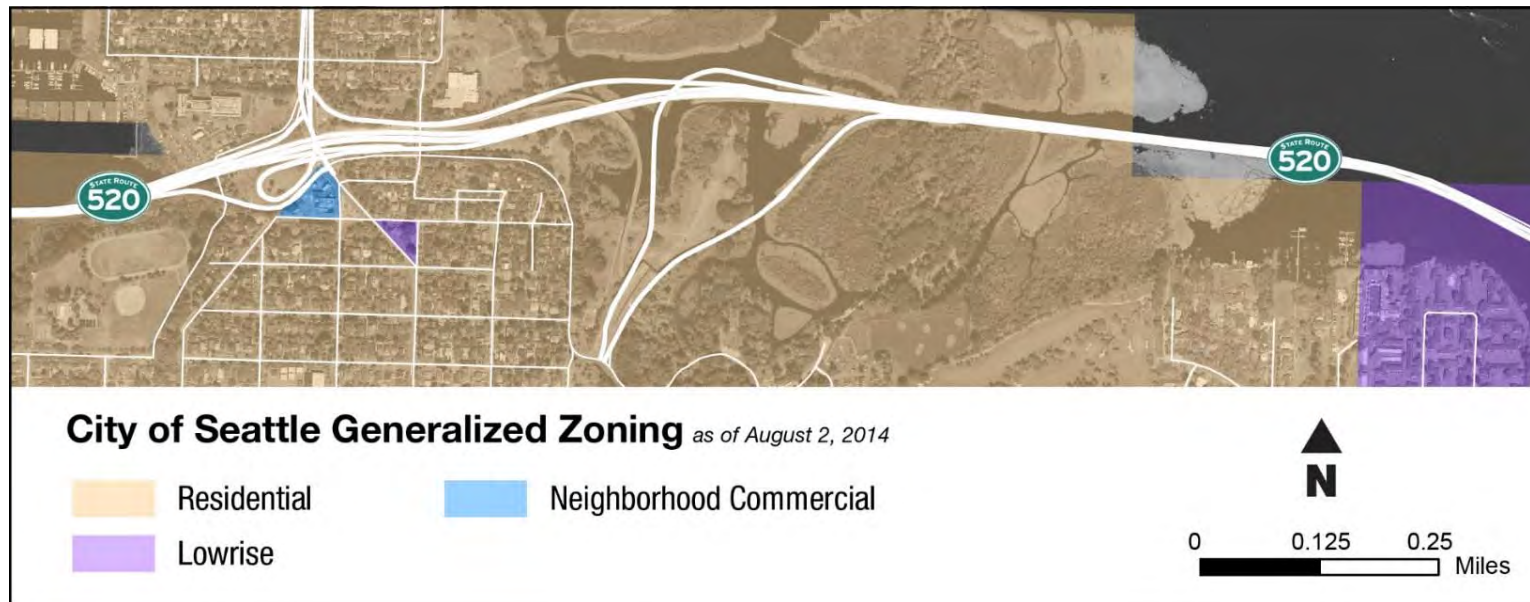 STATE ROUTE
520
STATE ROUTE
520
City of Seattle Generalized Zoning as of August 2, 2014
Residential
Neighborhood Commercial
Lowrise
N
0 0.125 0.25
Miles